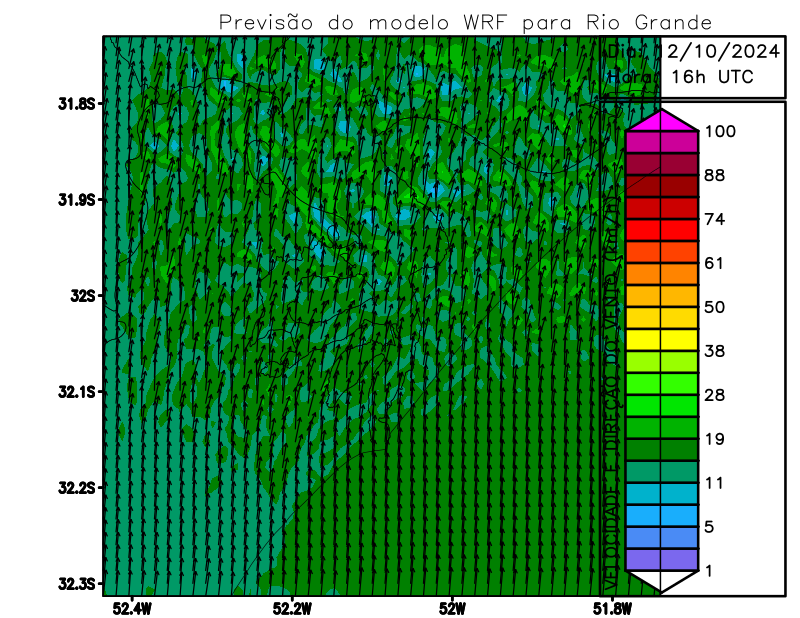 Previsão do modelo WRF para Rio Grande
Dia: 12/10/2024
Hora: 16h UTC
31.8S
31.9S
32S
32.1S
32.2S
32.3S
52.4W
52.2W
52W
51.8W
VELOCIDADE E DIREÇÃO DO VENTO (km/h)
100
88
74
61
50
38
28
19
11
5
1